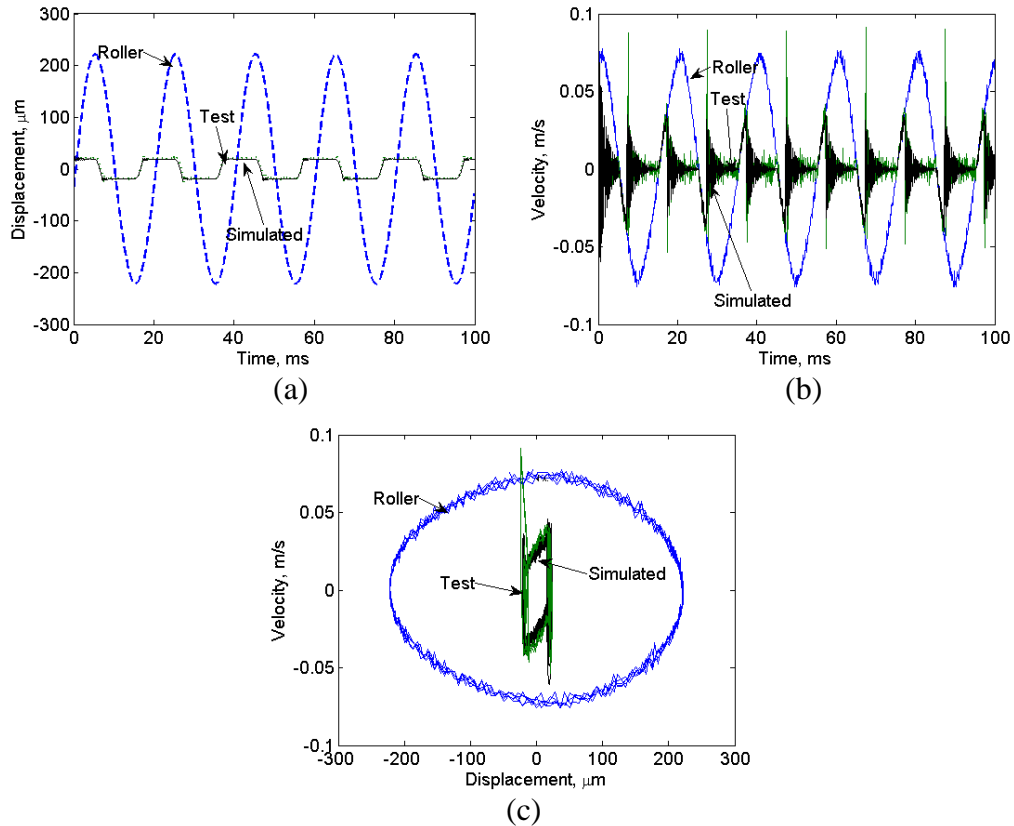 300
200
100
0
-100
-200
-300
Displacement, μm
Roller
Test
Simulated
0 20 40 60 80 100
Time, ms
(a)
0.1
0.05
0
-0.05
-0.1
Velocity, m/s
Roller
Test
Simulated
0 20 40 60 80 100
Time, ms
(b)
0.1
0.05
0
-0.05
-0.1
Velocity, m/s
Roller
Test
Simulated
-300 -200 -100 0 100 200 300
Displacement, μm
(c)